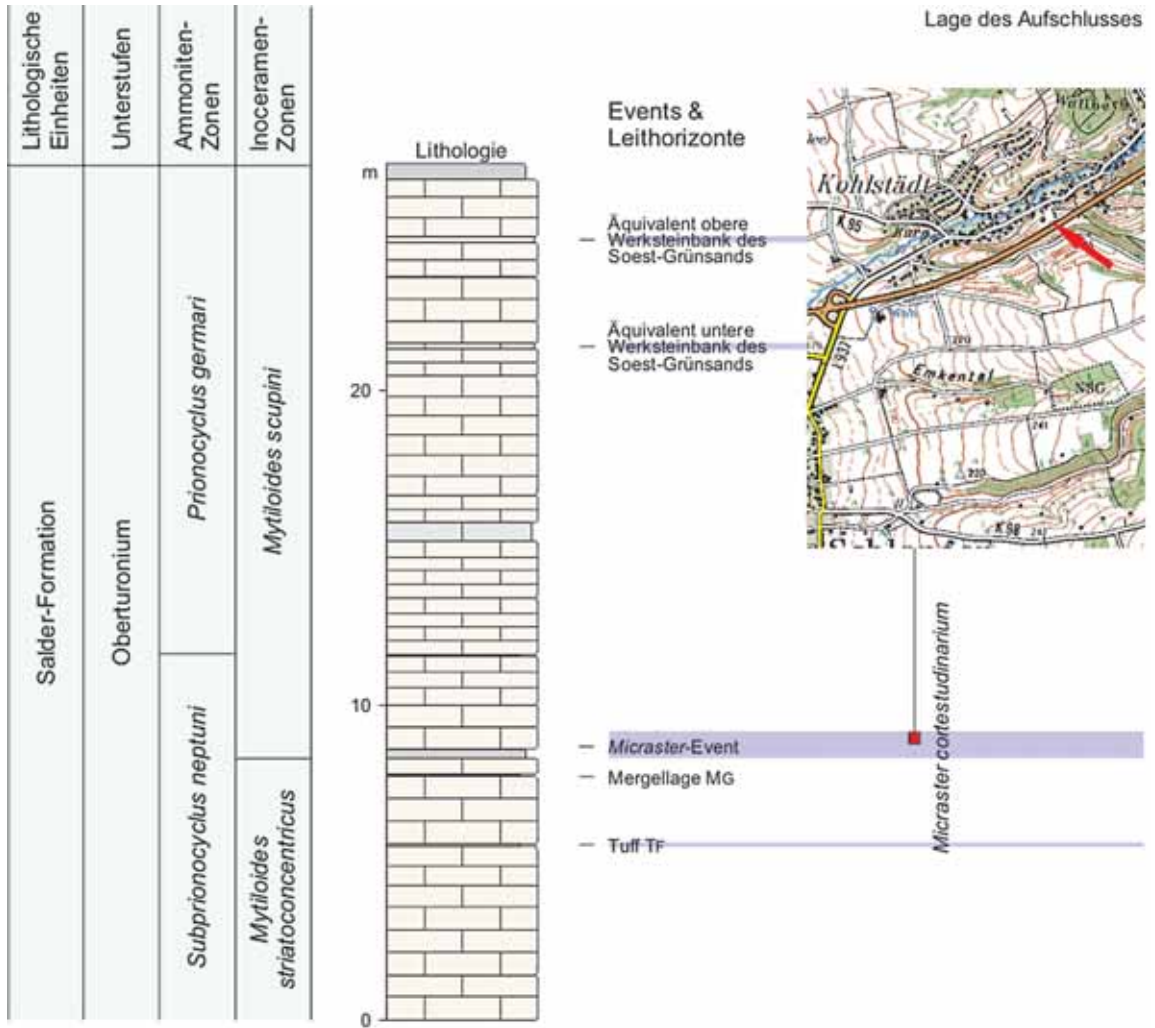 Lage des Aufschlusses
Lithologische
Einheiten
Unterstufen
Ammoniten-
Zonen
Inoceramen-
Zonen
Lithologie
Events &
Leithorizonte
m
20
10
0
Salder-Formation
Oberturonium
Prionocyclus germari
Subprionocyclus neptuni
Mytiloides scupini
Mytiloides
striatoconcentricus
Äquivalent obere
Werksteinbank des
Soest-Grünsands
Äquivalent untere
Werksteinbank des
Soest-Grünsands
Micraster-Event
Mergellage MG
Tuff TF
Micraster cortestudinarium
Kohlstädt
K 95
L 937
Emkental
NSG
K 98